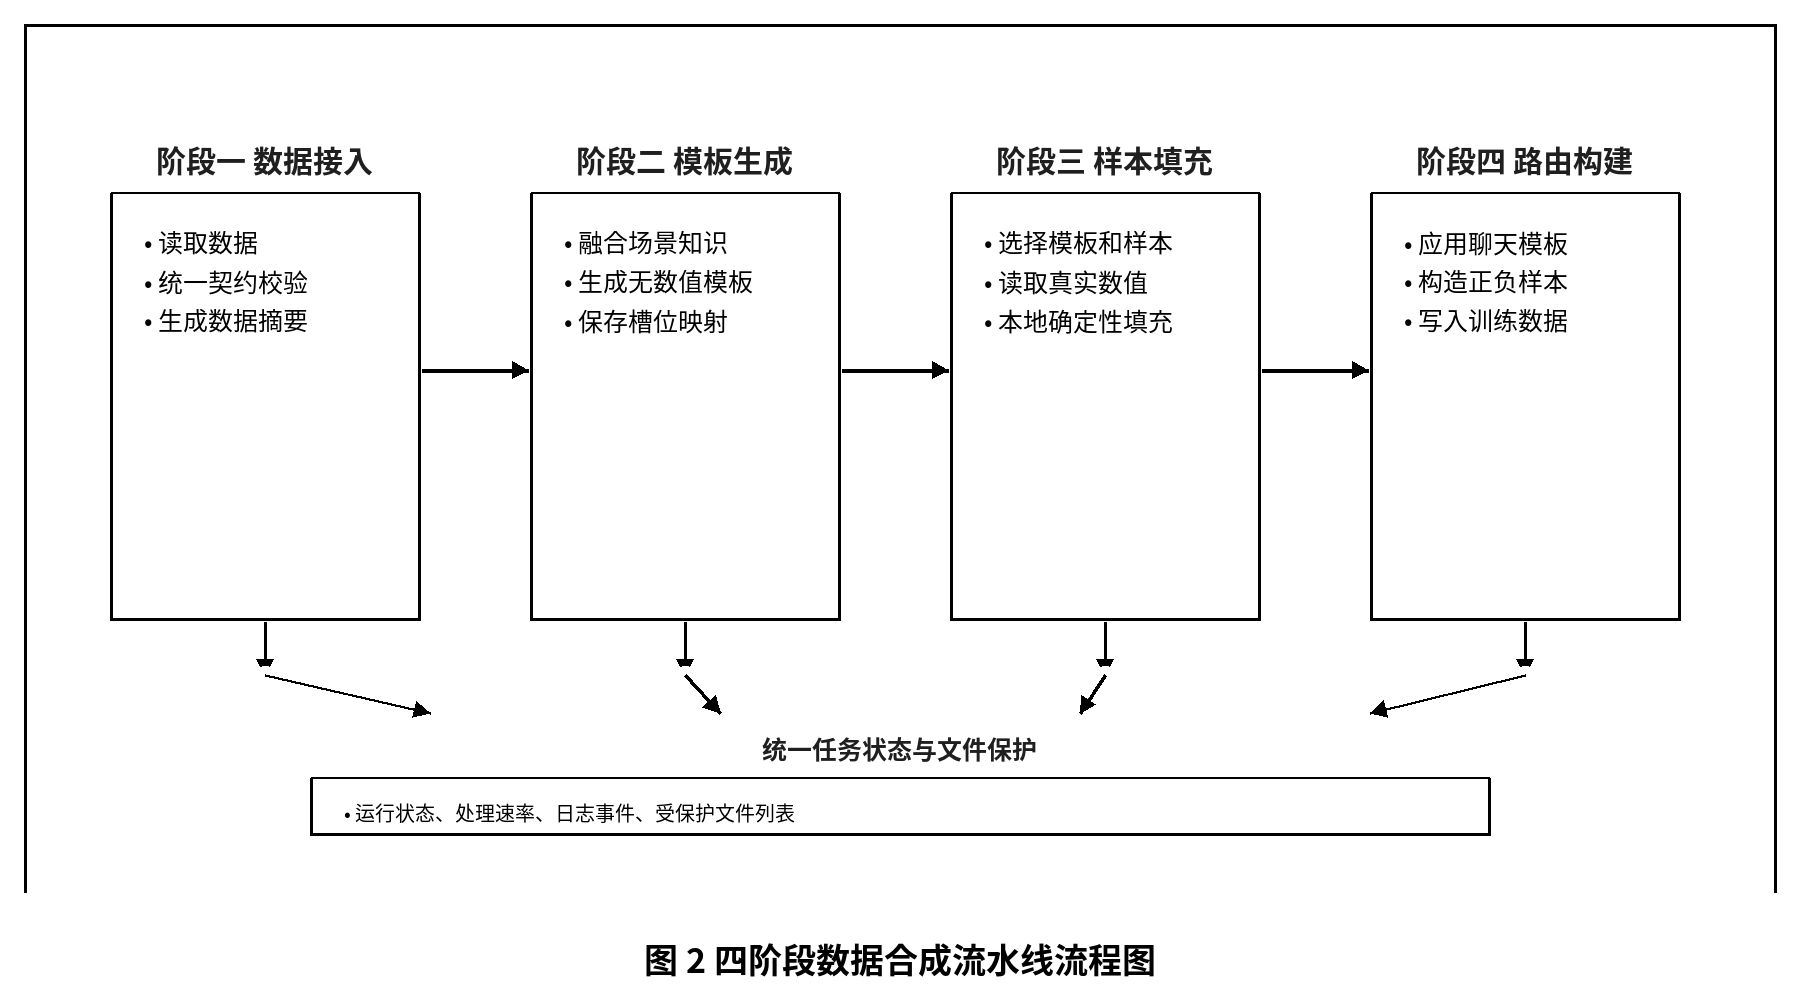 阶段一 数据接入
• 读取数据
• 统一契约校验
• 生成数据摘要
阶段二 模板生成
• 融合场景知识
• 生成无数值模板
• 保存槽位映射
阶段三 样本填充
• 选择模板和样本
• 读取真实数值
• 本地确定性填充
阶段四 路由构建
• 应用聊天模板
• 构造正负样本
• 写入训练数据
统一任务状态与文件保护
• 运行状态、处理速率、日志事件、受保护文件列表
图 2 四阶段数据合成流水线流程图